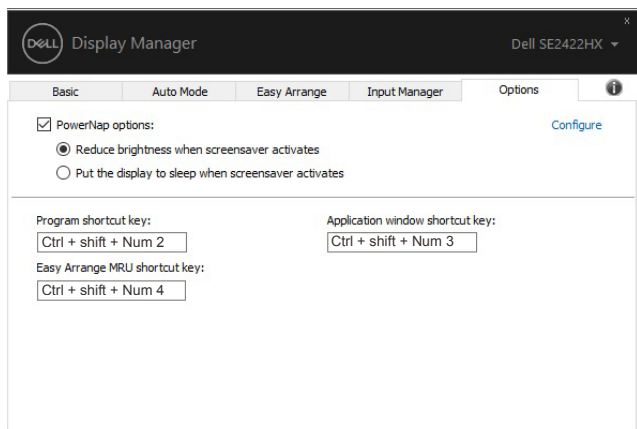 x
DELL Display Manager Dell SE2422HX
Basic Auto Mode Easy Arrange Input Manager Options i
PowerNap options: Configure
Reduce brightness when screensaver activates
Put the display to sleep when screensaver activates
Program shortcut key: Application window shortcut key:
Ctrl + shift + Num 2 Ctrl + shift + Num 3
Easy Arrange MRU shortcut key:
Ctrl + shift + Num 4